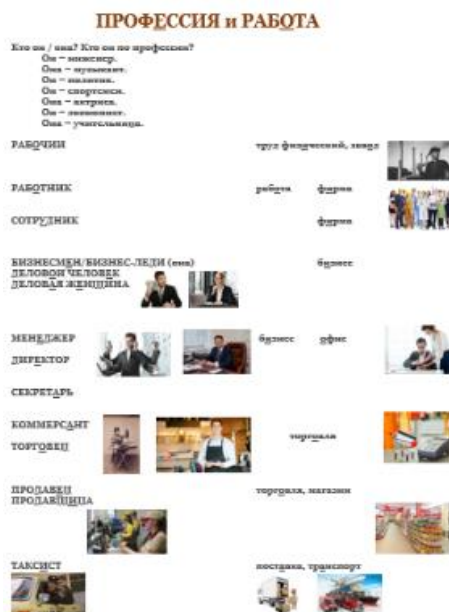 ПРОФЕССИЯ и РАБОТА
Кто он / она? Кто он по профессии?
Он – инженер.
Она – музыкант.
Он – политик.
Он – спортсмен.
Она – актриса.
Он – экономист.
Она – учительница.
РАБОЧИЙ труд физический, завод
РАБОТНИК работа фирма
СОТРУДНИК фирма
БИЗНЕСМЕН/БИЗНЕС-ЛЕДИ (она) бизнес
ДЕЛОВОЙ ЧЕЛОВЕК
ДЕЛОВАЯ ЖЕНЩИНА
МЕНЕДЖЕР бизнес офис
ДИРЕКТОР
СЕКРЕТАРЬ
КОММЕРСАНТ
торговля
ТОРГОВЕЦ
ПРОДАВЕЦ торговля, магазин
ПРОДАВЩИЦА
ТАКСИСТ поставка, транспорт